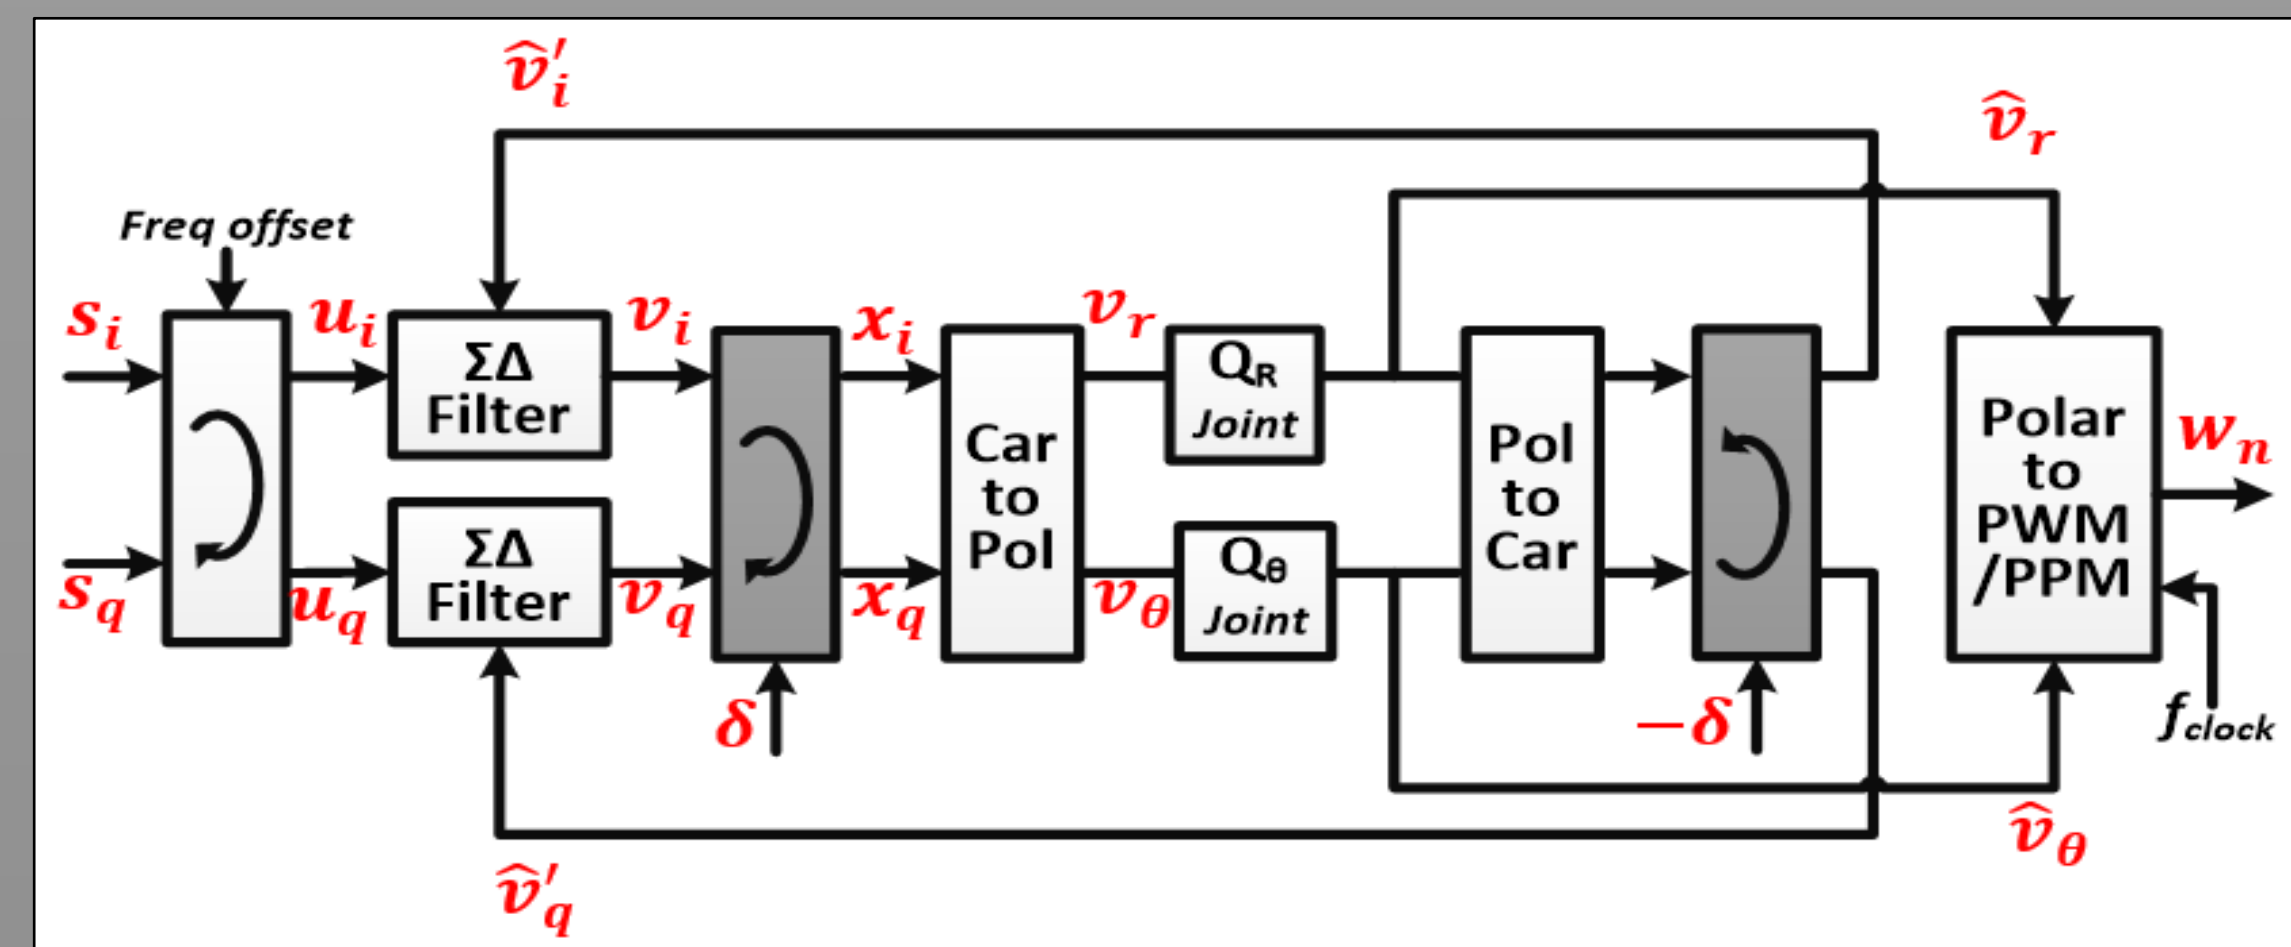 v̂′ᵢ
v̂ᵣ
Freq offset
sᵢ
uᵢ
ΣΔ
Filter
vᵢ
xᵢ
vᵣ
Q_R
Joint
s_q
u_q
ΣΔ
Filter
v_q
x_q
Car
to
Pol
v_θ
Q_θ
Joint
Pol
to
Car
Polar
to
PWM
/PPM
wₙ
δ
−δ
f_clock
v̂_θ
v̂′_q